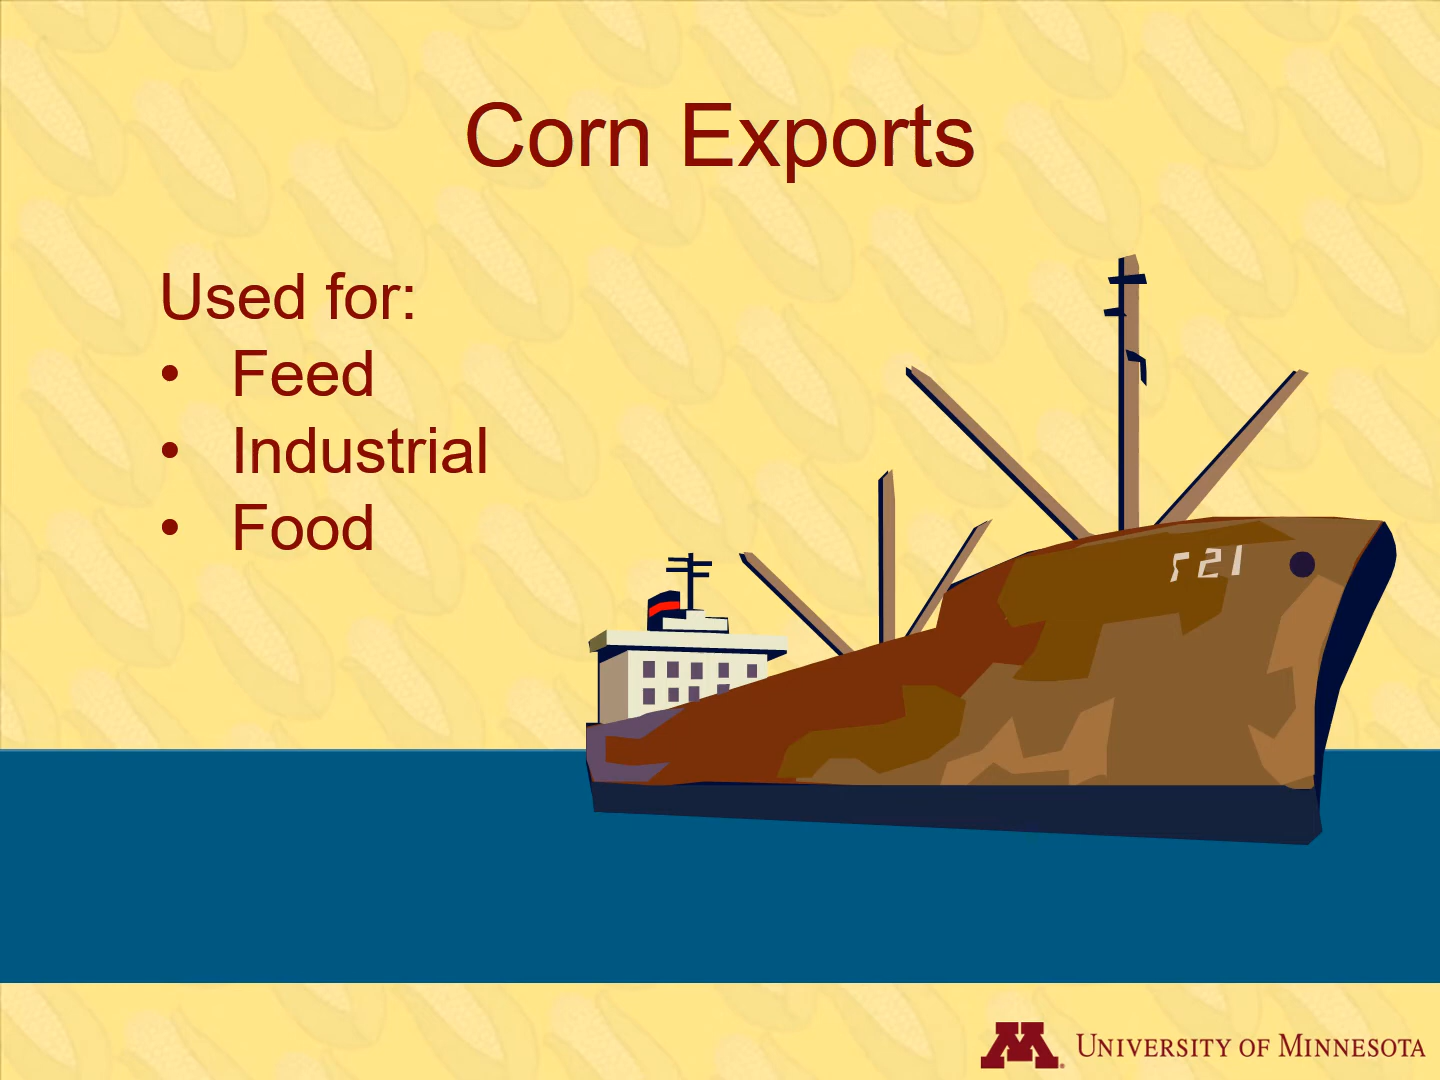 Corn Exports
Used for:
• Feed
• Industrial
• Food
M
UNIVERSITY OF MINNESOTA